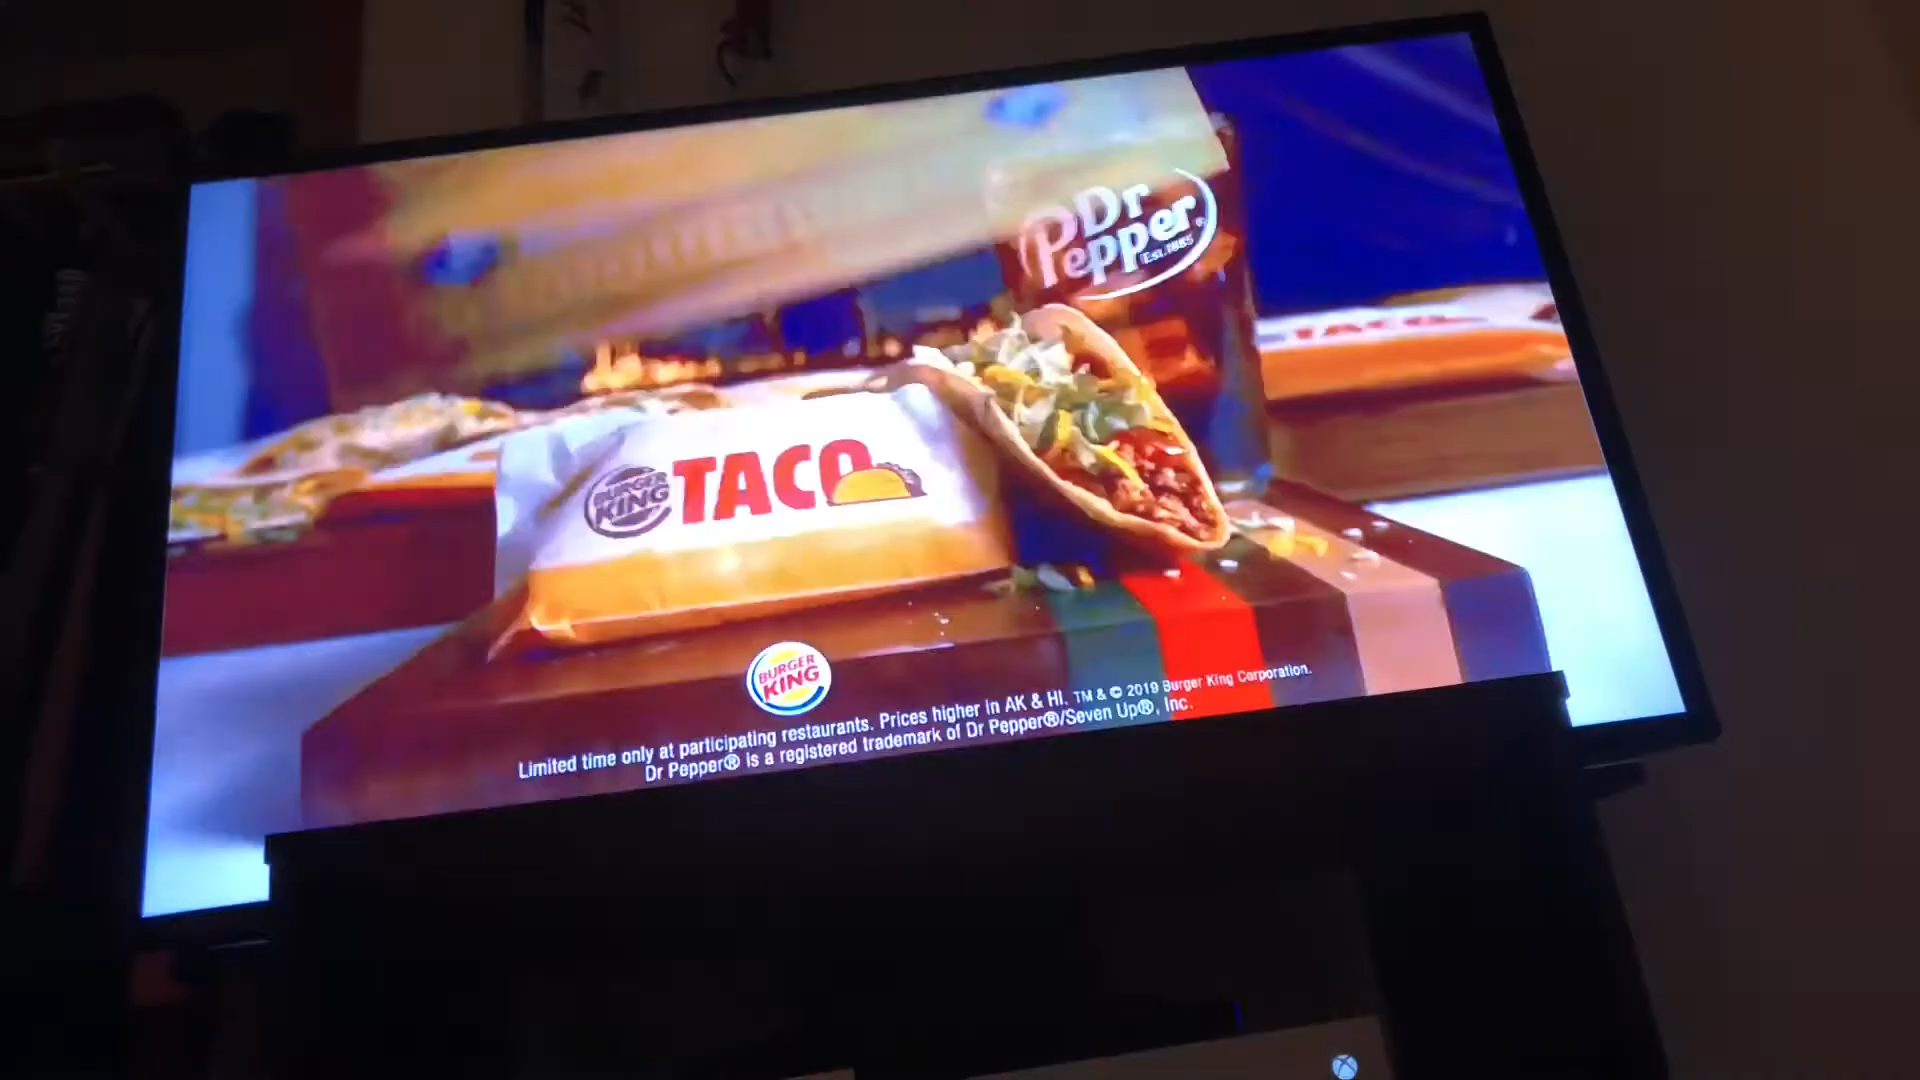 Dr
Pepper®
Est. 1885
TACO
BURGER
KING
TACO
BURGER
KING
Limited time only at participating restaurants. Prices higher in AK & HI. TM & © 2019 Burger King Corporation.
Dr Pepper® is a registered trademark of Dr Pepper®/Seven Up®, Inc.